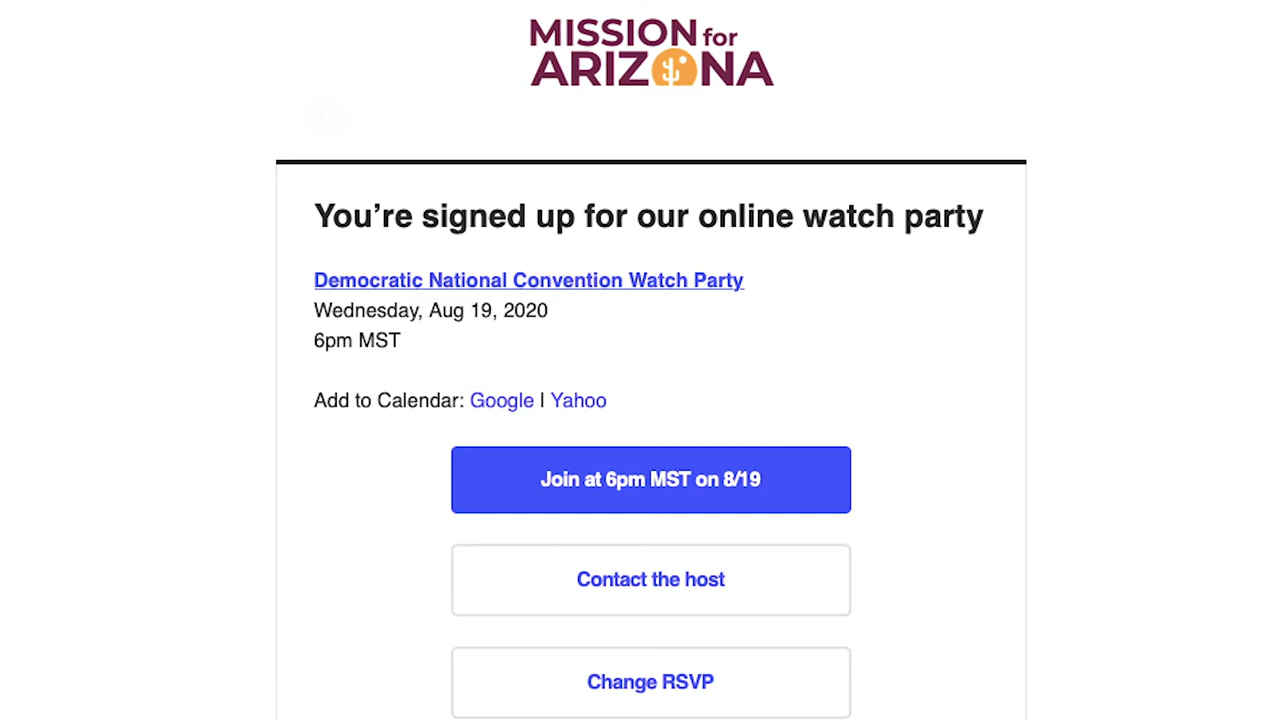 MISSION for
ARIZONA
You’re signed up for our online watch party
Democratic National Convention Watch Party
Wednesday, Aug 19, 2020
6pm MST
Add to Calendar: Google | Yahoo
Join at 6pm MST on 8/19
Contact the host
Change RSVP